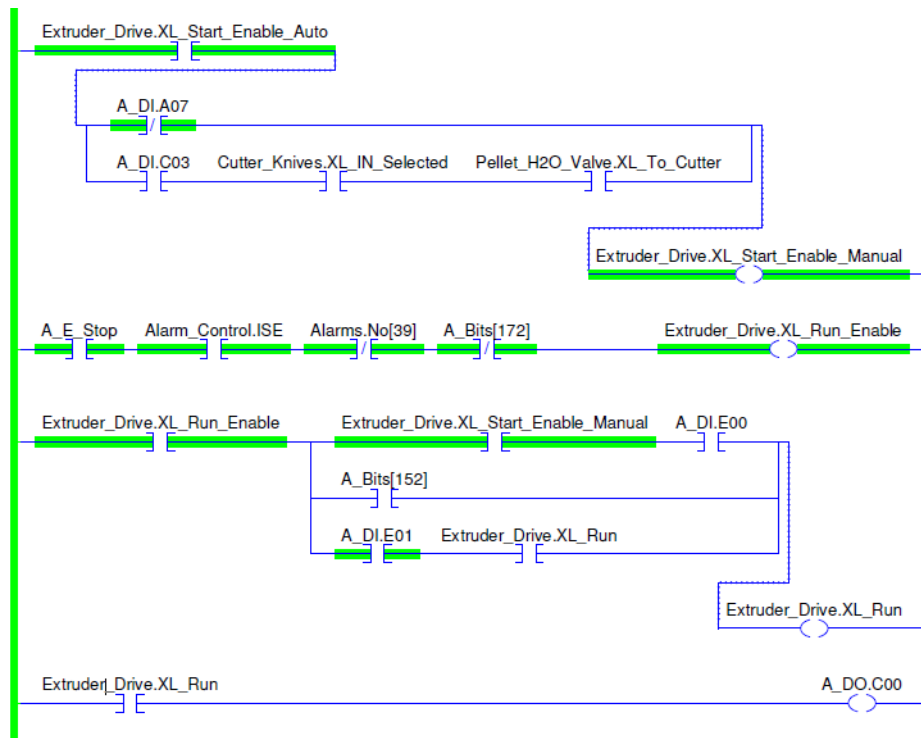 Extruder_Drive.XL_Start_Enable_Auto
A_DI.A07
A_DI.C03 Cutter_Knives.XL_IN_Selected Pellet_H2O_Valve.XL_To_Cutter
Extruder_Drive.XL_Start_Enable_Manual
A_E_Stop Alarm_Control.ISE Alarms.No[39] A_Bits[172] Extruder_Drive.XL_Run_Enable
Extruder_Drive.XL_Run_Enable Extruder_Drive.XL_Start_Enable_Manual A_DI.E00
A_Bits[152]
A_DI.E01 Extruder_Drive.XL_Run
Extruder_Drive.XL_Run
Extruder_Drive.XL_Run A_DO.C00